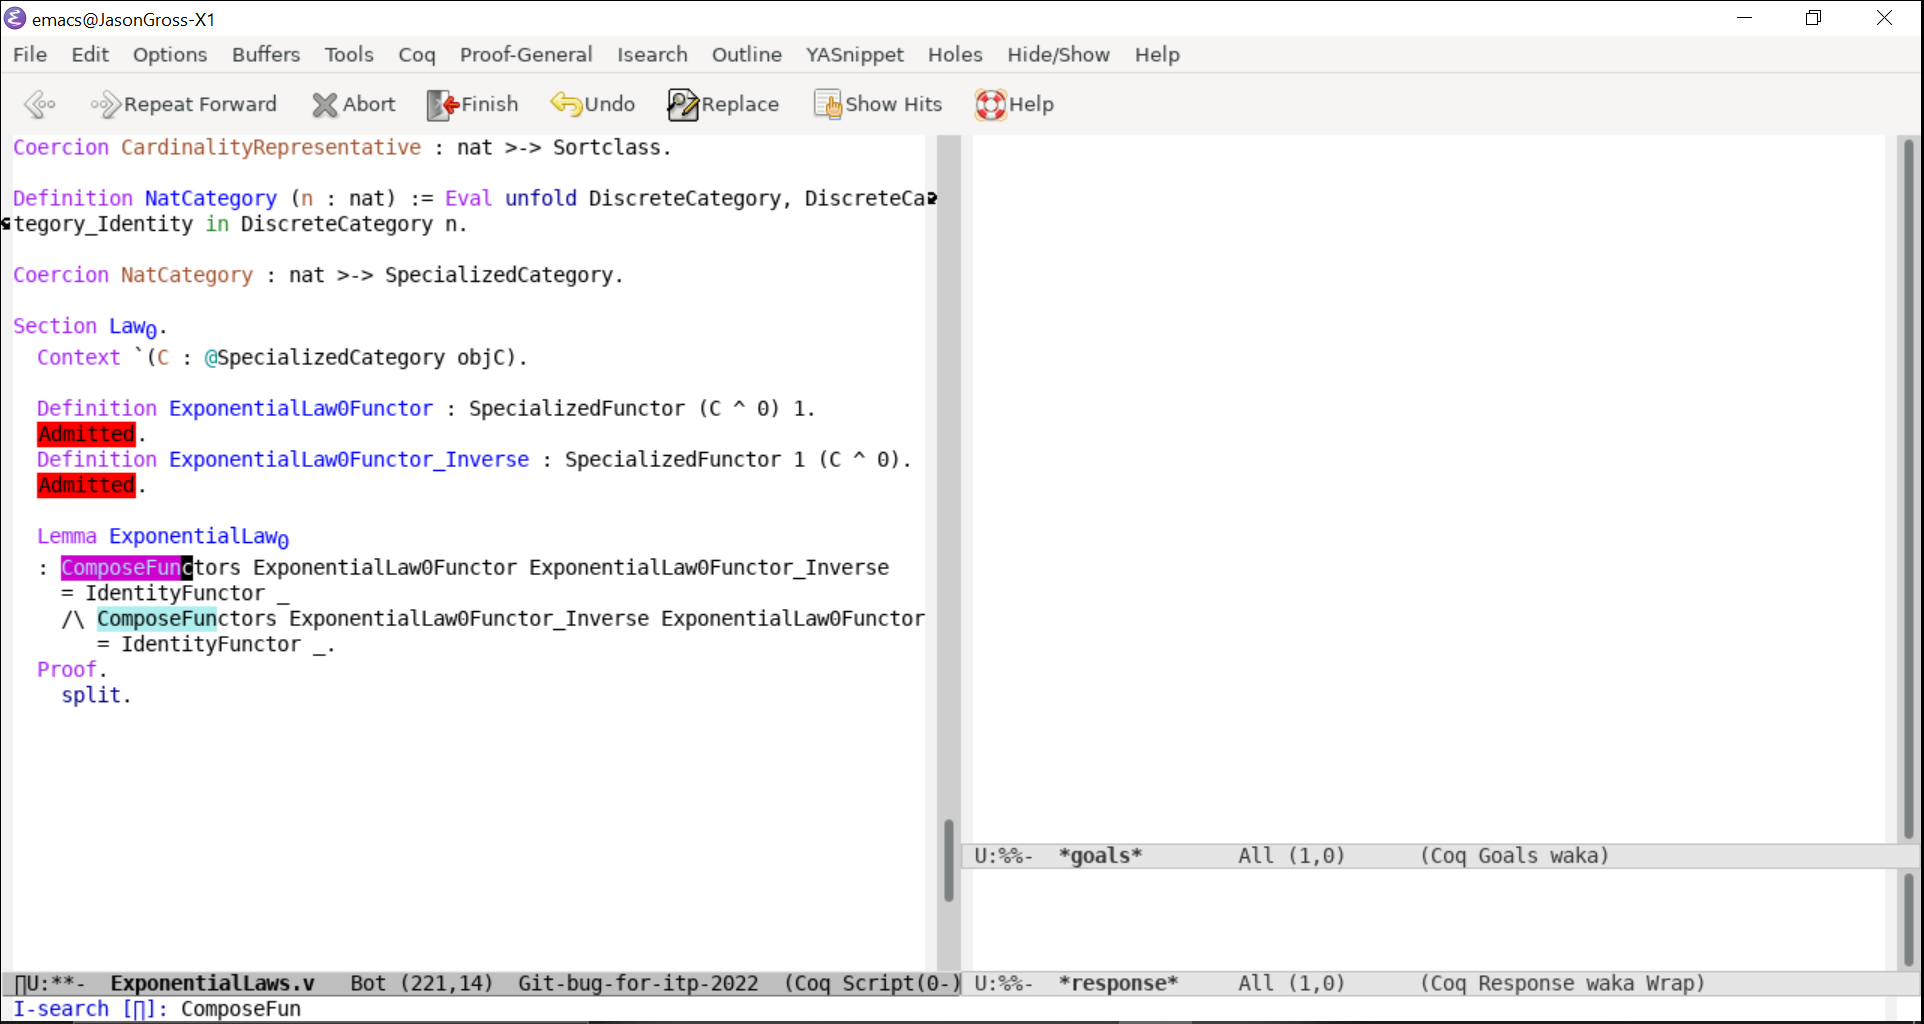 emacs@JasonGross-X1
File Edit Options Buffers Tools Coq Proof-General Isearch Outline YASnippet Holes Hide/Show Help
Repeat Forward Abort Finish Undo Replace Show Hits Help
Coercion CardinalityRepresentative : nat >-> Sortclass.
Definition NatCategory (n : nat) := Eval unfold DiscreteCategory, DiscreteCa
tegory_Identity in DiscreteCategory n.
Coercion NatCategory : nat >-> SpecializedCategory.
Section Law₀.
Context `(C : @SpecializedCategory objC).
Definition ExponentialLaw0Functor : SpecializedFunctor (C ^ 0) 1.
Admitted.
Definition ExponentialLaw0Functor_Inverse : SpecializedFunctor 1 (C ^ 0).
Admitted.
Lemma ExponentialLaw₀
: ComposeFunctors ExponentialLaw0Functor ExponentialLaw0Functor_Inverse
= IdentityFunctor _
/\ ComposeFunctors ExponentialLaw0Functor_Inverse ExponentialLaw0Functor
= IdentityFunctor _.
Proof.
split.
U:%%- *goals* All (1,0) (Coq Goals waka)
∏U:**- ExponentialLaws.v Bot (221,14) Git-bug-for-itp-2022 (Coq Script(0-)
U:%%- *response* All (1,0) (Coq Response waka Wrap)
I-search [∏]: ComposeFun